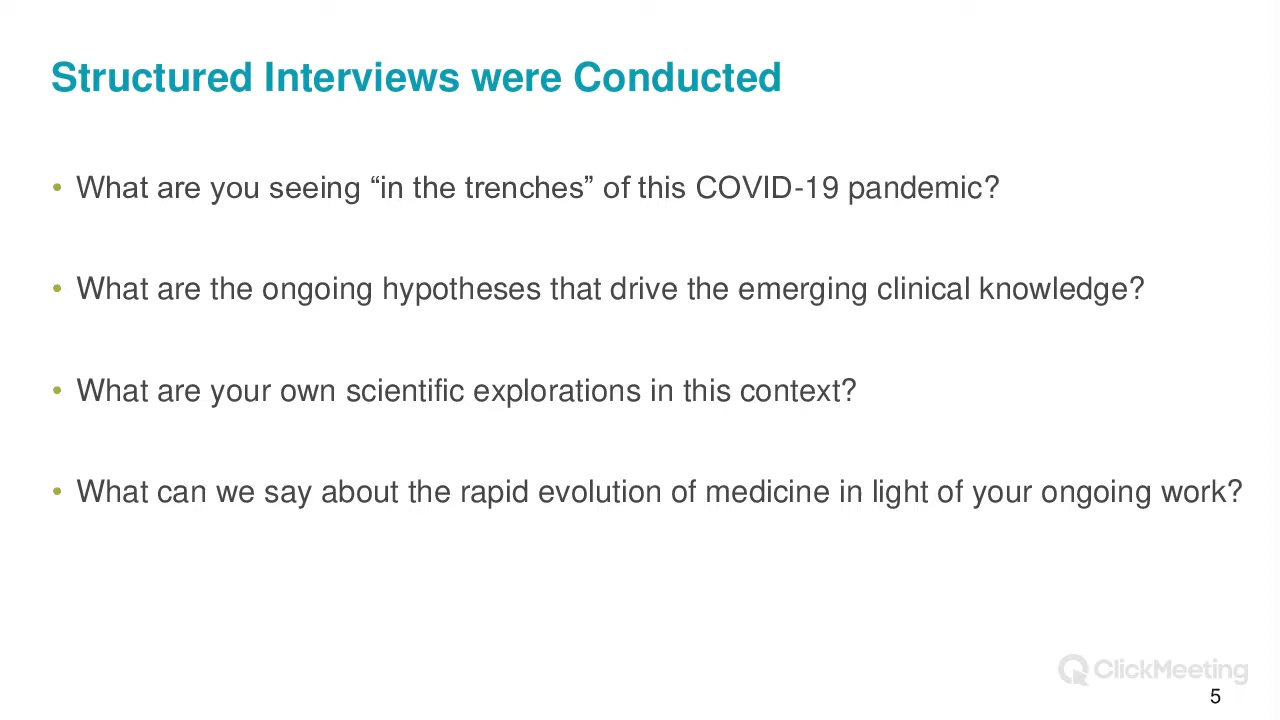 Structured Interviews were Conducted
• What are you seeing “in the trenches” of this COVID-19 pandemic?
• What are the ongoing hypotheses that drive the emerging clinical knowledge?
• What are your own scientific explorations in this context?
• What can we say about the rapid evolution of medicine in light of your ongoing work?
ClickMeeting
5